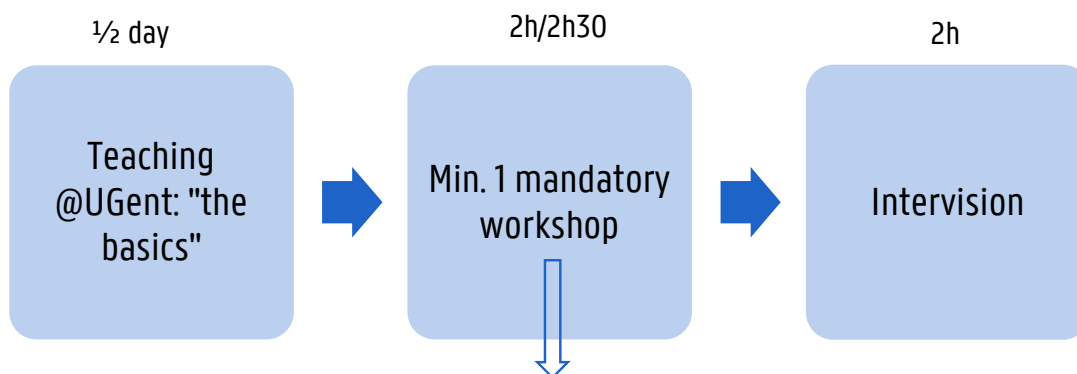 ½ day
2h/2h30
2h
Teaching
@UGent: "the
basics"
Min. 1 mandatory
workshop
Intervision